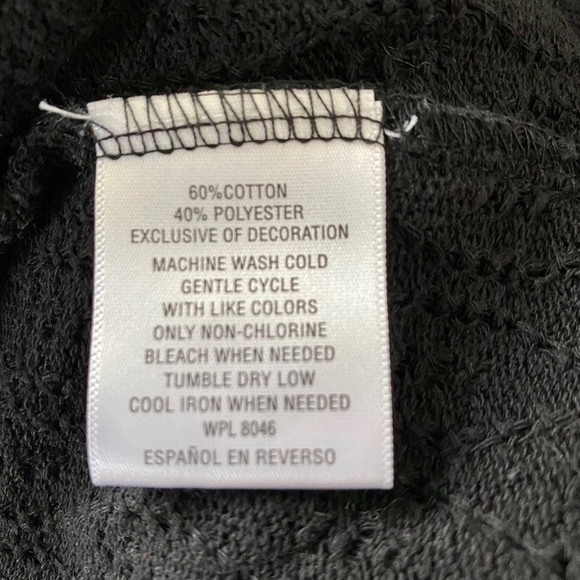 60%COTTON
40% POLYESTER
EXCLUSIVE OF DECORATION
MACHINE WASH COLD
GENTLE CYCLE
WITH LIKE COLORS
ONLY NON-CHLORINE
BLEACH WHEN NEEDED
TUMBLE DRY LOW
COOL IRON WHEN NEEDED
WPL 8046
ESPAÑOL EN REVERSO